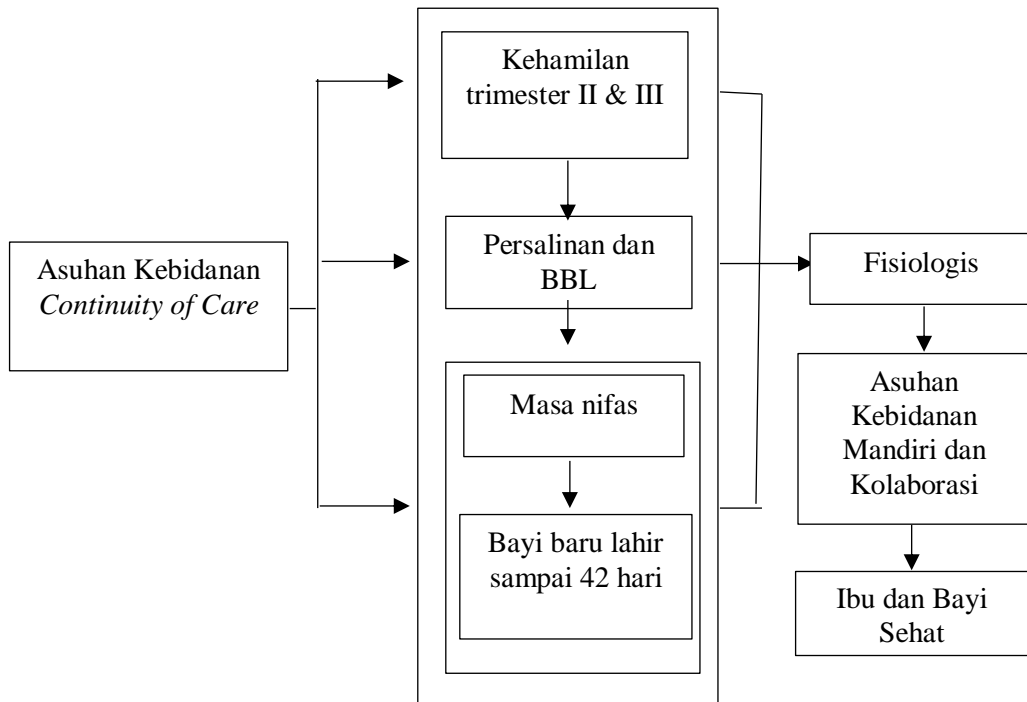 Kehamilan
trimester II & III
Persalinan dan
BBL
Asuhan Kebidanan
Continuity of Care
Fisiologis
Masa nifas
Asuhan
Kebidanan
Mandiri dan
Kolaborasi
Bayi baru lahir
sampai 42 hari
Ibu dan Bayi
Sehat